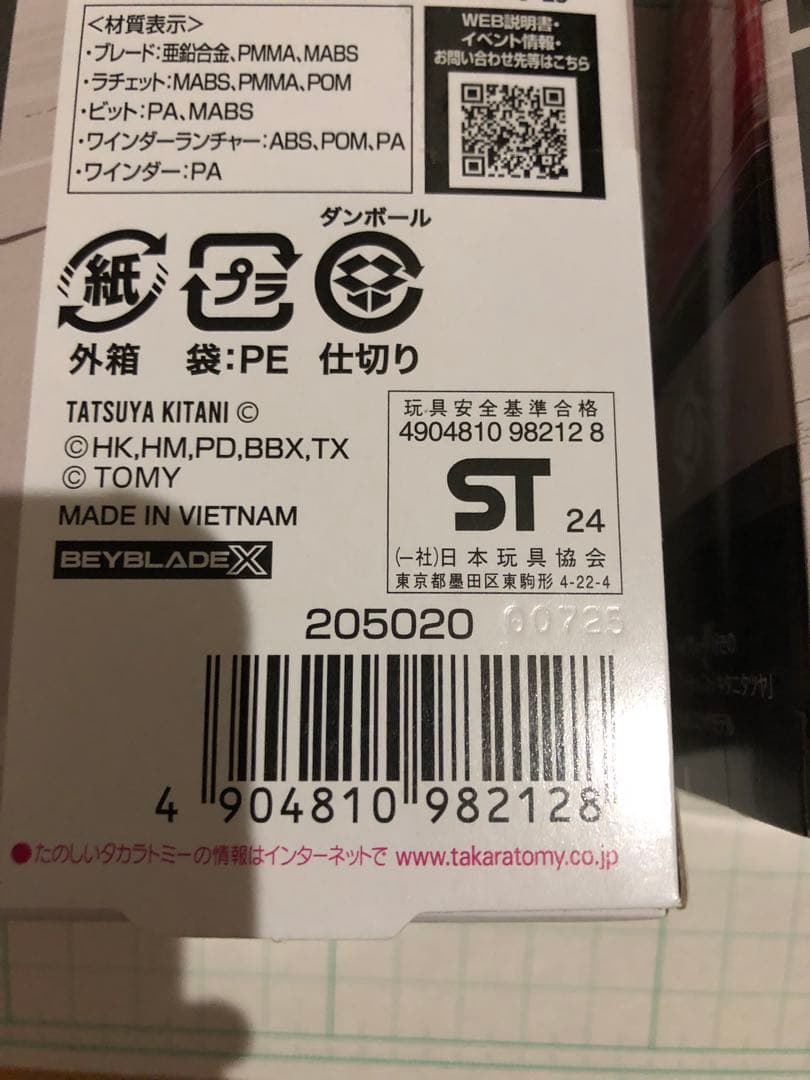 <材質表示>
・ブレード:亜鉛合金、PMMA、MABS
・ラチェット:MABS、PMMA、POM
・ビット:PA、MABS
・ワインダーランチャー:ABS、POM、PA
・ワインダー:PA
WEB説明書・
イベント情報・
お問い合わせ先等はこちら
ダンボール
紙
プラ
外箱 袋:PE 仕切り
TATSUYA KITANI ©
©HK,HM,PD,BBX,TX
© TOMY
MADE IN VIETNAM
BEYBLADE X
玩具安全基準合格
4904810 98212 8
ST 24
(一社)日本玩具協会
東京都墨田区東駒形 4-22-4
205020 00725
4 904810 982128
●たのしいタカラトミーの情報はインターネットで www.takaratomy.co.jp